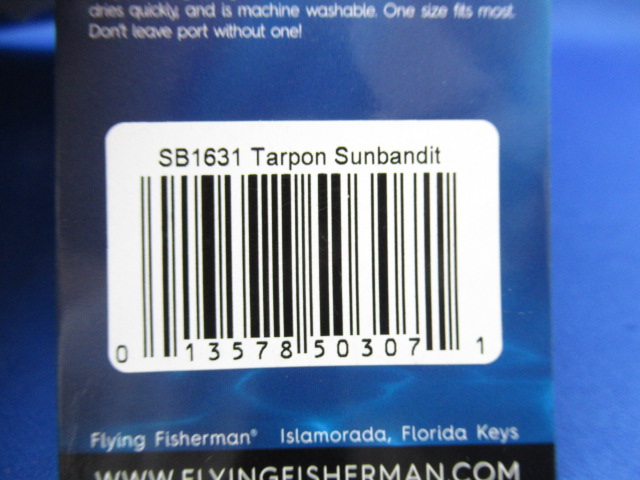 dries quickly, and is machine washable. One size fits most.
Don't leave port without one!
SB1631 Tarpon Sunbandit
0 13578 50307 1
Flying Fisherman® Islamorada, Florida Keys
WWW.FLYINGFISHERMAN.COM